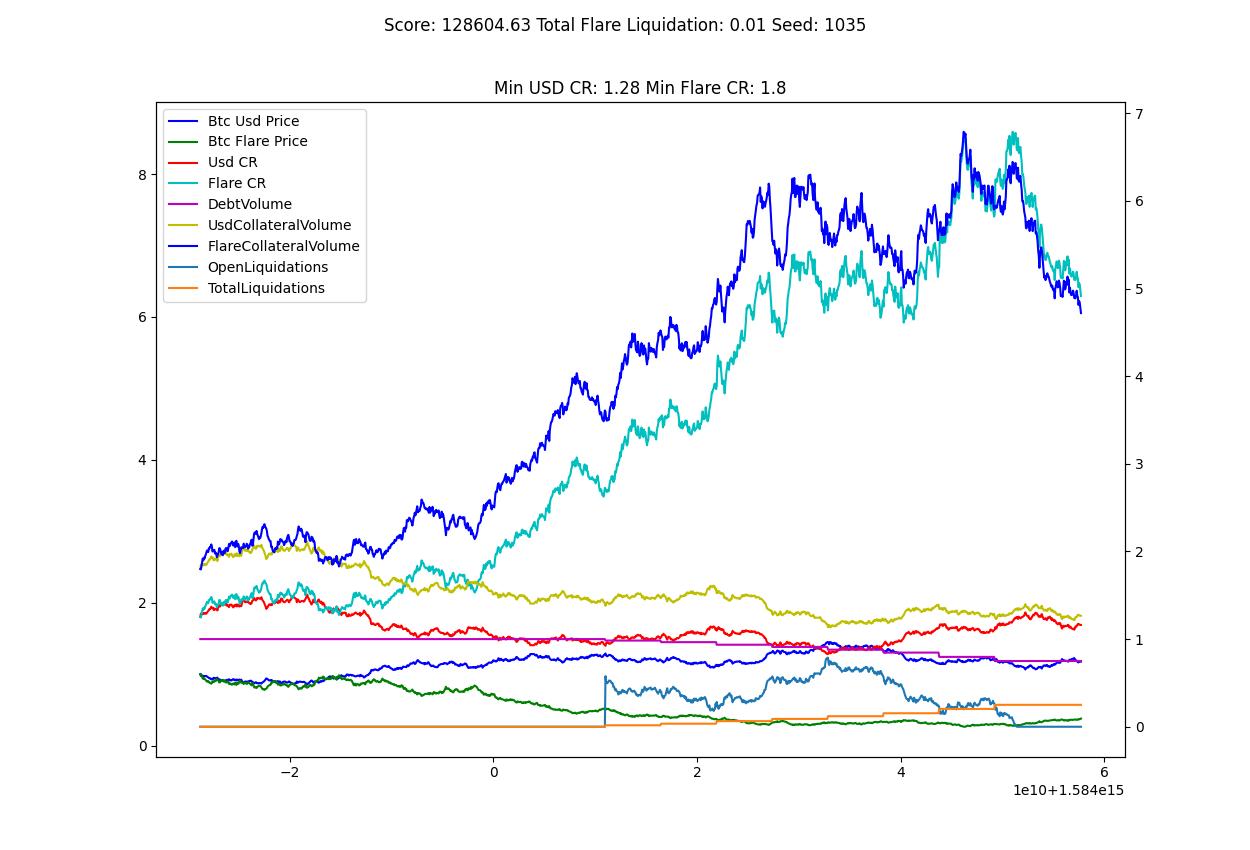 Score: 128604.63 Total Flare Liquidation: 0.01 Seed: 1035
Min USD CR: 1.28 Min Flare CR: 1.8
Btc Usd Price
Btc Flare Price
Usd CR
Flare CR
DebtVolume
UsdCollateralVolume
FlareCollateralVolume
OpenLiquidations
TotalLiquidations
8
6
4
2
0
7
6
5
4
3
2
1
0
−2 0 2 4 6
1e10+1.584e15